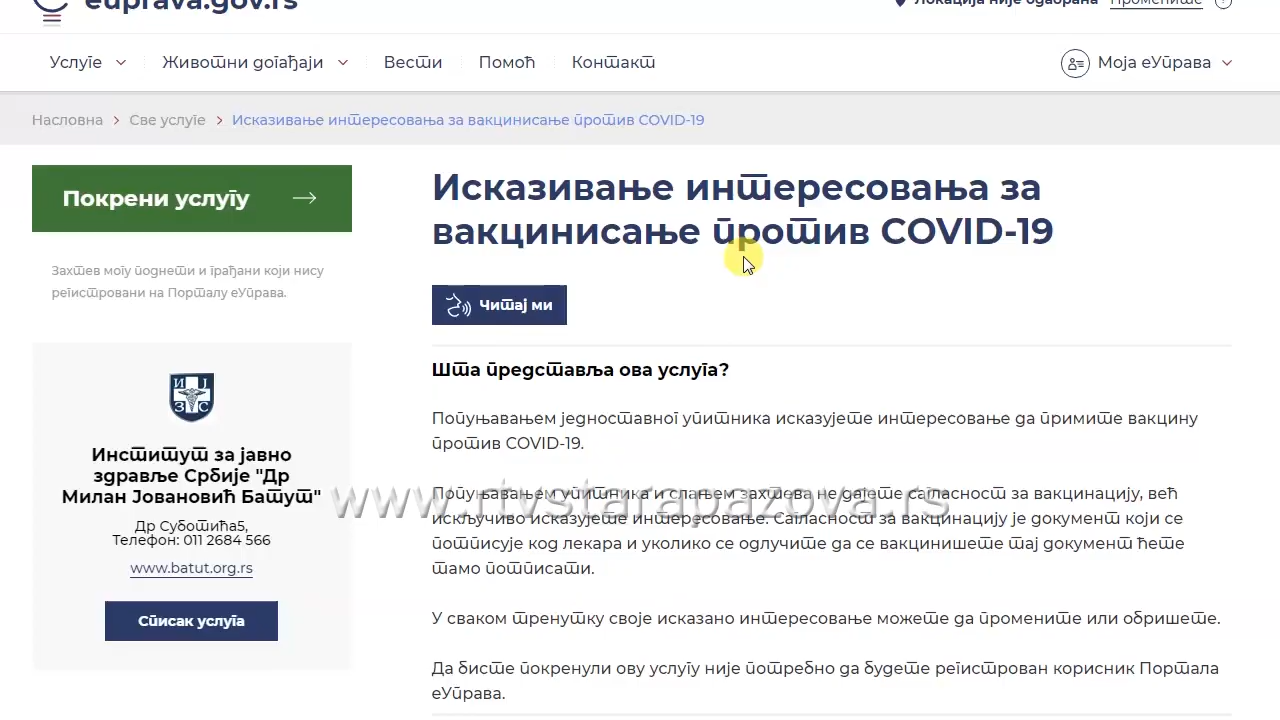 euprava.gov.rs
Локација није одабрана Промените ?
Услуге Животни догађаји Вести Помоћ Контакт Моја еУправа
Насловна > Све услуге > Исказивање интересовања за вакцинисање против COVID-19
Покрени услугу →
Захтев могу поднети и грађани који нису
регистровани на Порталу еУправа.
И Ј
З С
Институт за јавно
здравље Србије "Др
Милан Јовановић Батут"
Др Суботића5,
Телефон: 011 2684 566
www.batut.org.rs
Списак услуга
Исказивање интересовања за
вакцинисање против COVID-19
Читај ми
Шта представља ова услуга?
Попуњавањем једноставног упитника исказујете интересовање да примите вакцину
против COVID-19.
Попуњавањем упитника и слањем захтева не дајете сагласност за вакцинацију, већ
искључиво исказујете интересовање. Сагласност за вакцинацију је документ који се
потписује код лекара и уколико се одлучите да се вакцинишете тај документ ћете
тамо потписати.
У сваком тренутку своје исказано интересовање можете да промените или обришете.
Да бисте покренули ову услугу није потребно да будете регистрован корисник Портала
еУправа.
www.rtvstarapazova.rs